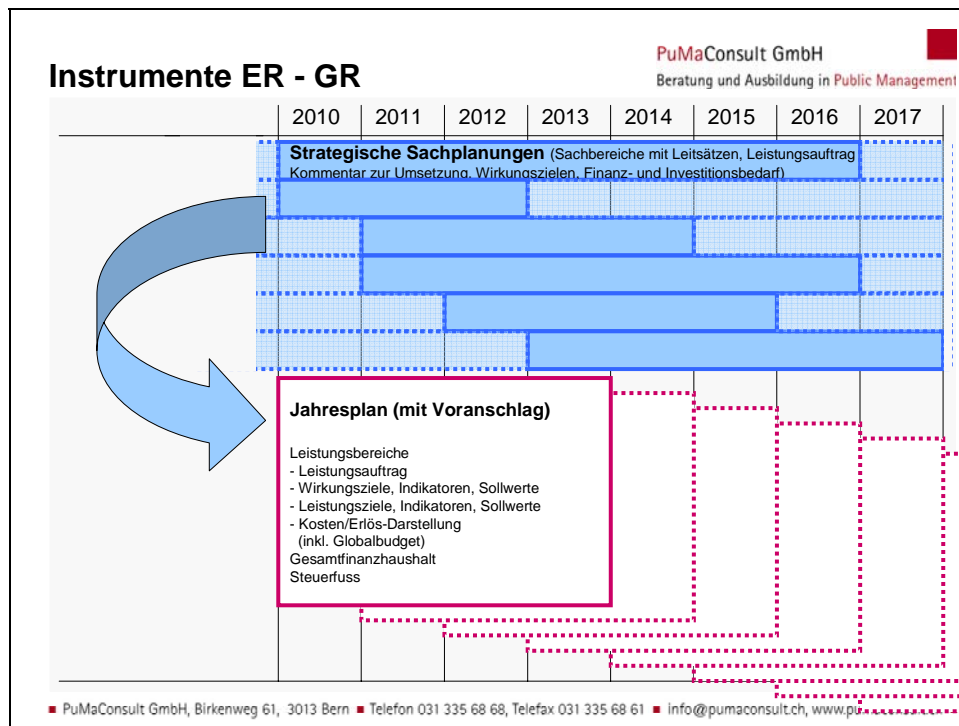 Instrumente ER - GR
PuMaConsult GmbH
Beratung und Ausbildung in Public Management
2010 2011 2012 2013 2014 2015 2016 2017
Strategische Sachplanungen (Sachbereiche mit Leitsätzen, Leistungsauftrag
Kommentar zur Umsetzung, Wirkungszielen, Finanz- und Investitionsbedarf)
Jahresplan (mit Voranschlag)
Leistungsbereiche
- Leistungsauftrag
- Wirkungsziele, Indikatoren, Sollwerte
- Leistungsziele, Indikatoren, Sollwerte
- Kosten/Erlös-Darstellung
(inkl. Globalbudget)
Gesamtfinanzhaushalt
Steuerfuss
PuMaConsult GmbH, Birkenweg 61, 3013 Bern ■ Telefon 031 335 68 68, Telefax 031 335 68 61 ■ info@pumaconsult.ch,